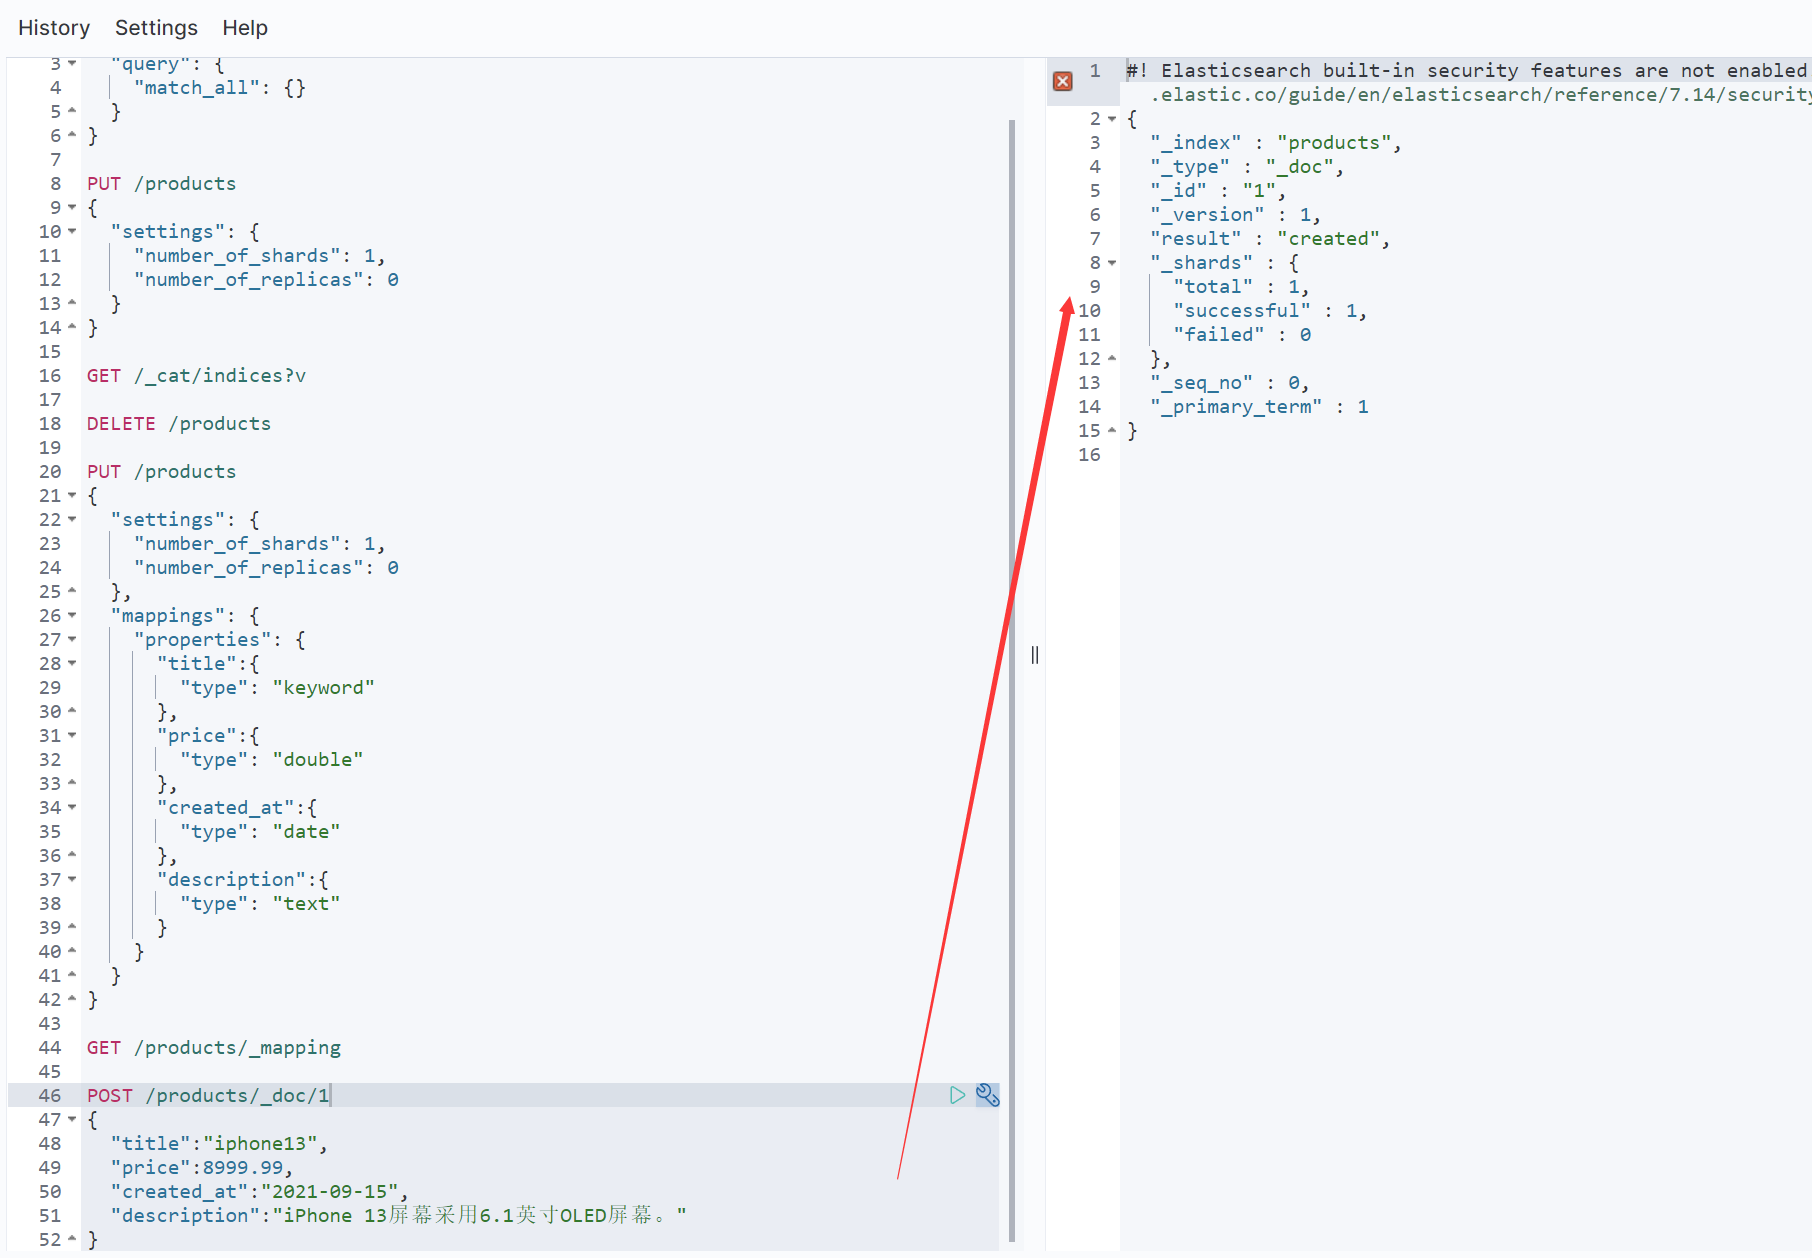 History Settings Help
3 "query": {
4 "match_all": {}
5 }
6 }
7
8 PUT /products
9 {
10 "settings": {
11 "number_of_shards": 1,
12 "number_of_replicas": 0
13 }
14 }
15
16 GET /_cat/indices?v
17
18 DELETE /products
19
20 PUT /products
21 {
22 "settings": {
23 "number_of_shards": 1,
24 "number_of_replicas": 0
25 },
26 "mappings": {
27 "properties": {
28 "title":{
29 "type": "keyword"
30 },
31 "price":{
32 "type": "double"
33 },
34 "created_at":{
35 "type": "date"
36 },
37 "description":{
38 "type": "text"
39 }
40 }
41 }
42 }
43
44 GET /products/_mapping
45
46 POST /products/_doc/1
47 {
48 "title":"iphone13",
49 "price":8999.99,
50 "created_at":"2021-09-15",
51 "description":"iPhone 13屏幕采用6.1英寸OLED屏幕。"
52 }
1 #! Elasticsearch built-in security features are not enabled
.elastic.co/guide/en/elasticsearch/reference/7.14/security
2 {
3 "_index" : "products",
4 "_type" : "_doc",
5 "_id" : "1",
6 "_version" : 1,
7 "result" : "created",
8 "_shards" : {
9 "total" : 1,
10 "successful" : 1,
11 "failed" : 0
12 },
13 "_seq_no" : 0,
14 "_primary_term" : 1
15 }
16